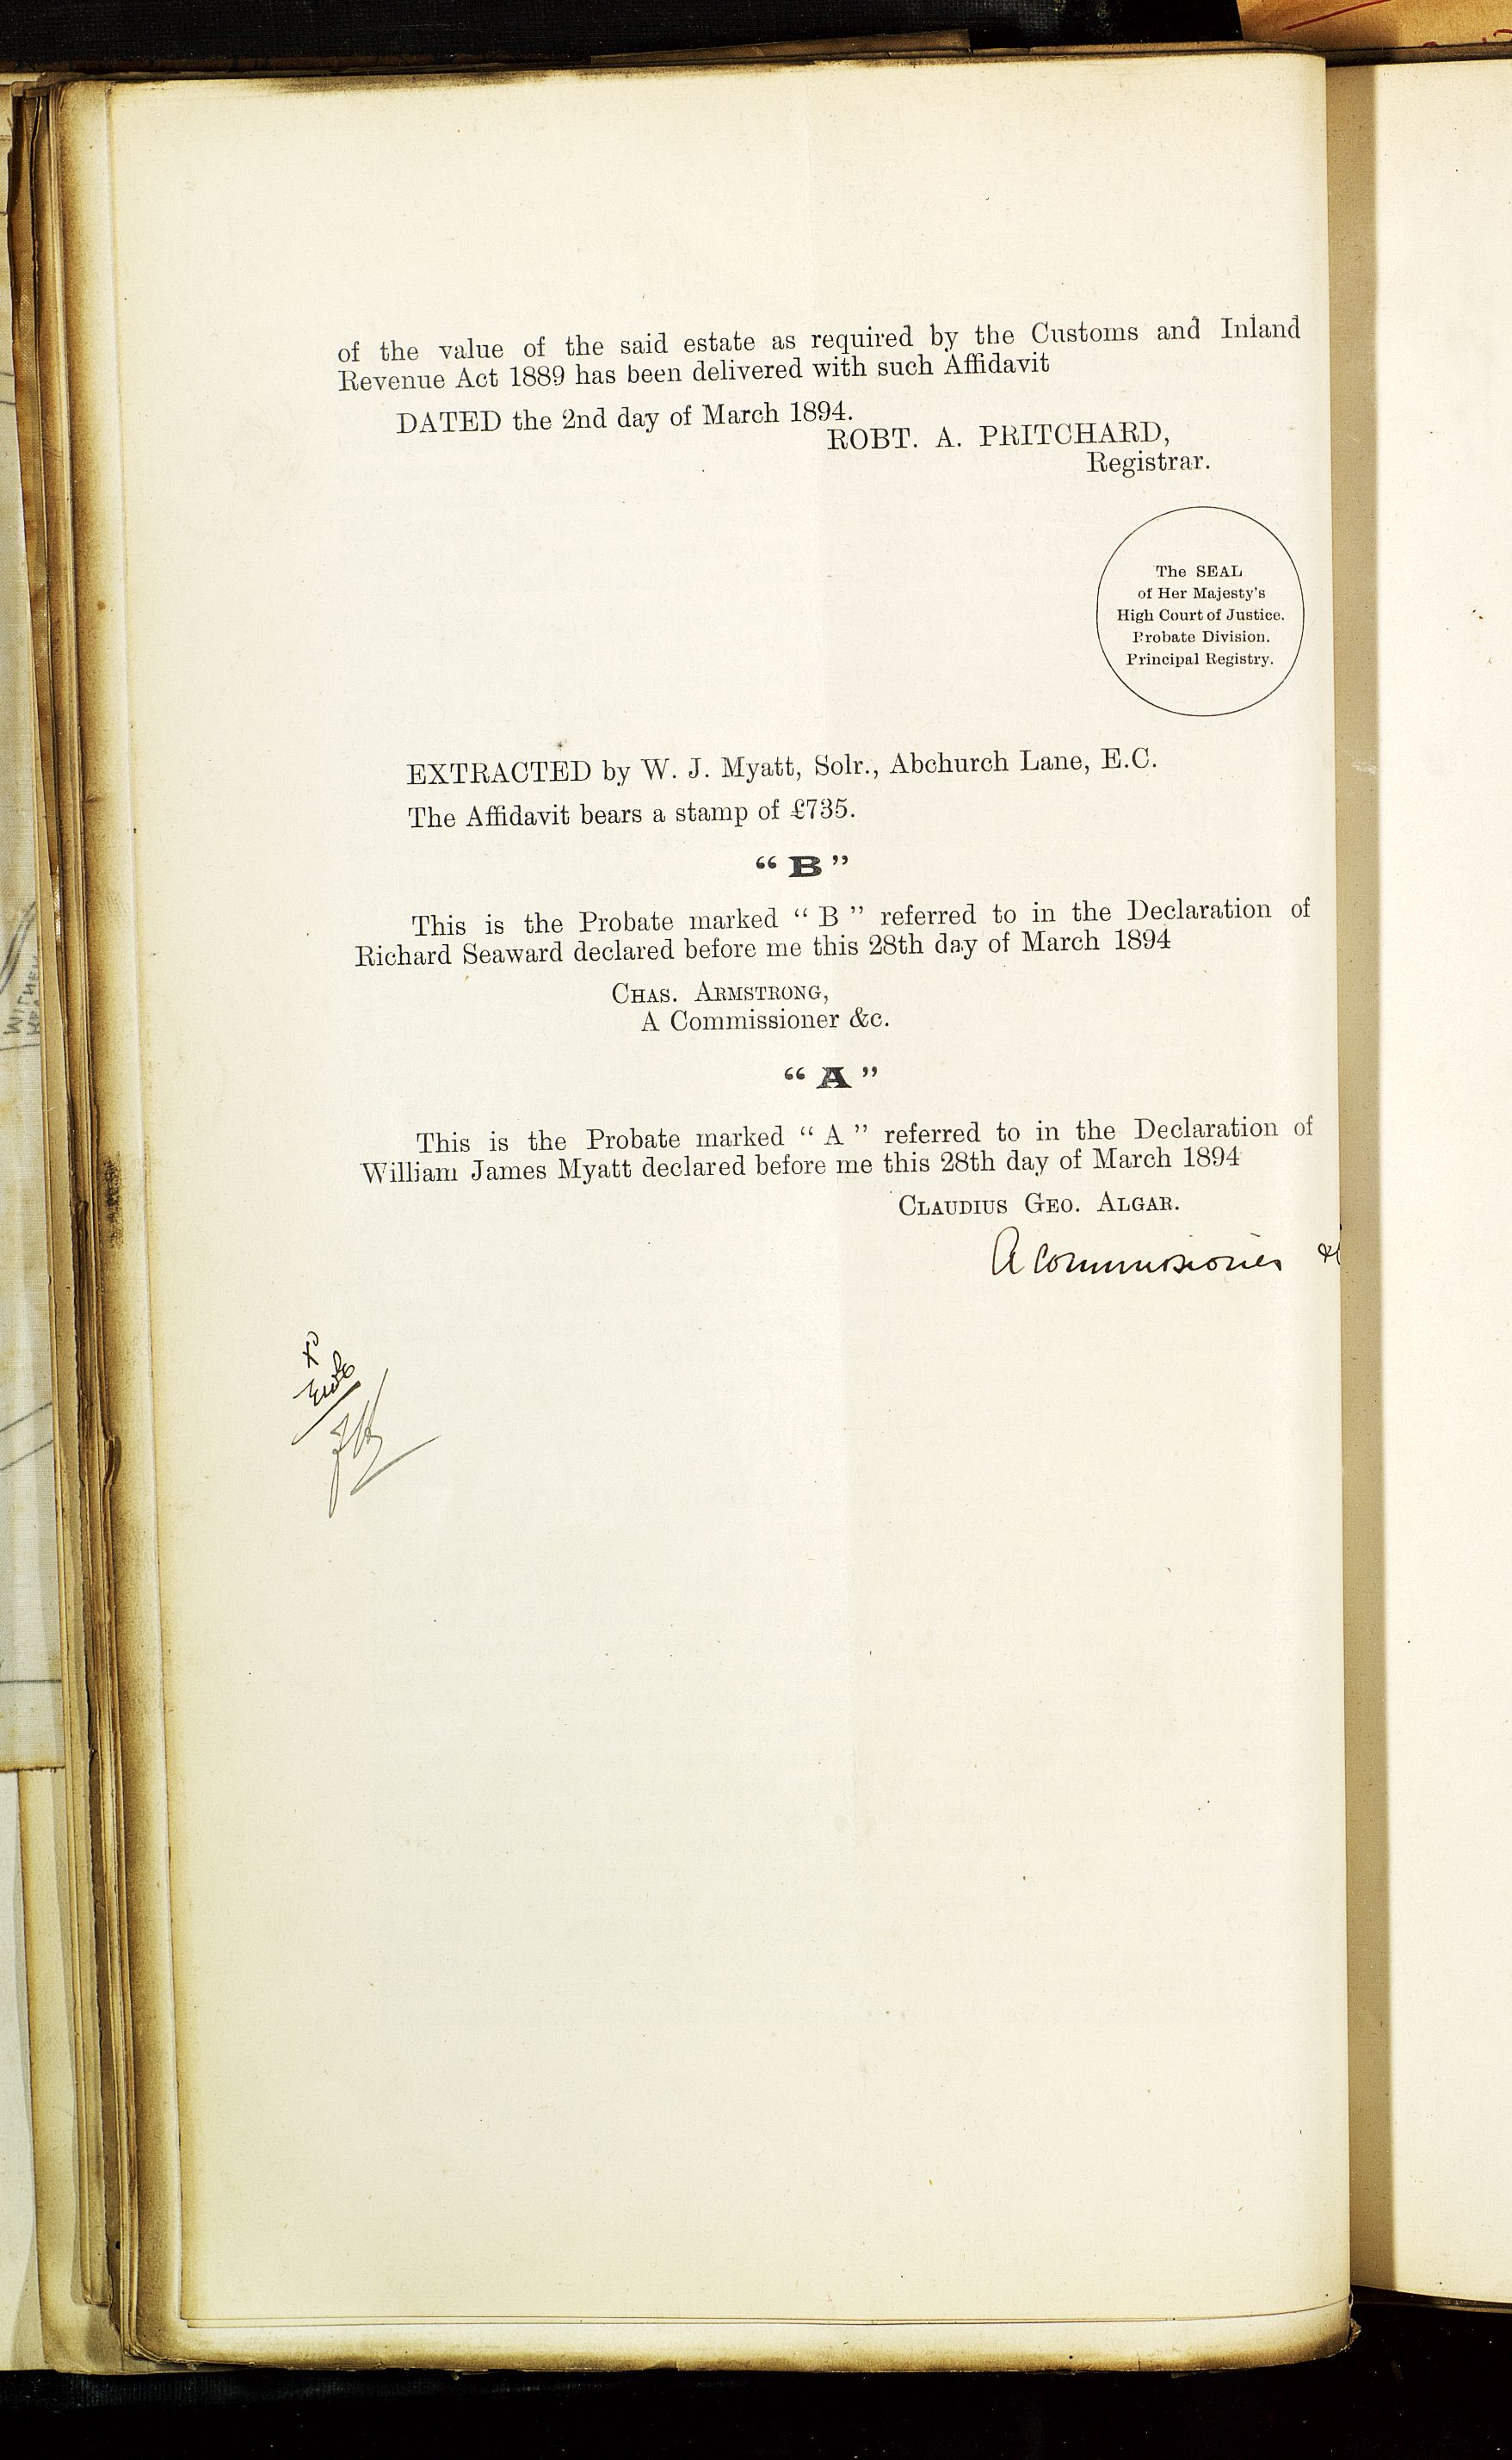 of the value of the said estate as required by the Customs and Inland
Revenue Act 1889 has been delivered with such Affidavit
DATED the 2nd day of March 1894.
ROBT. A. PRITCHARD,
Registrar.
The SEAL
of Her Majesty's
High Court of Justice.
Probate Division.
Principal Registry.
EXTRACTED by W. J. Myatt, Solr., Abchurch Lane, E.C.
The Affidavit bears a stamp of £735.
“ B ”
This is the Probate marked “ B ” referred to in the Declaration of
Richard Seaward declared before me this 28th day of March 1894
CHAS. ARMSTRONG,
A Commissioner &c.
“ A ”
This is the Probate marked “ A ” referred to in the Declaration of
William James Myatt declared before me this 28th day of March 1894
CLAUDIUS GEO. ALGAR.
A Commissioner